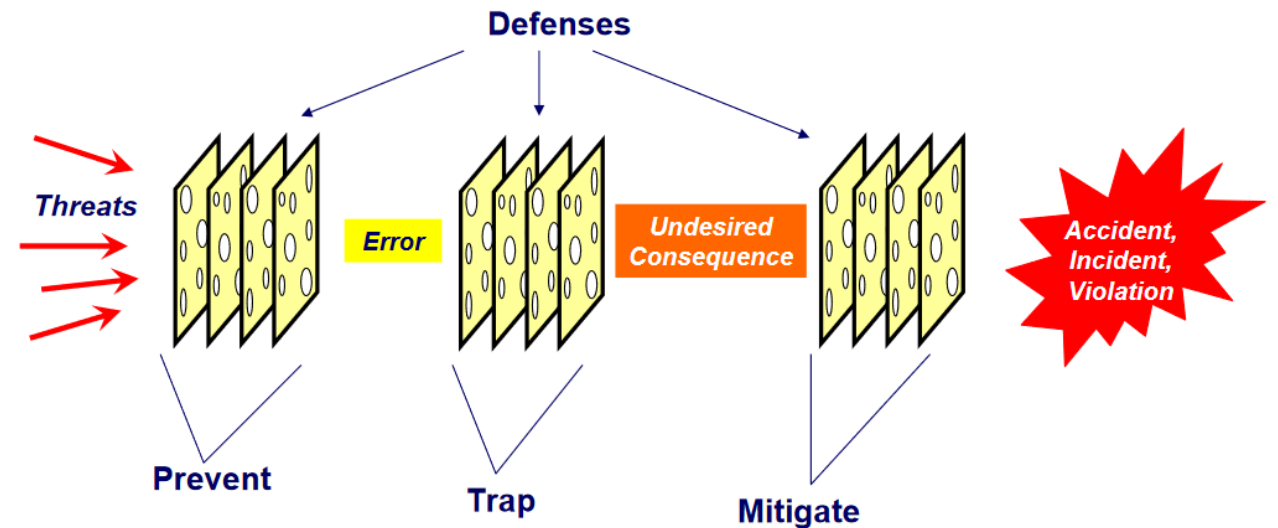 Defenses
Threats
Error
Undesired
Consequence
Accident,
Incident,
Violation
Prevent
Trap
Mitigate